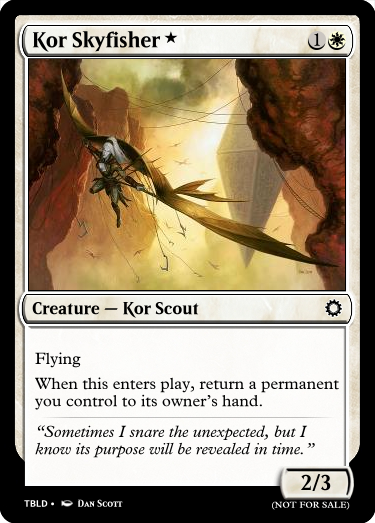 Kor Skyfisher ★ 1
Creature — Kor Scout
Flying
When this enters play, return a permanent
you control to its owner's hand.
“Sometimes I snare the unexpected, but I
know its purpose will be revealed in time.”
2/3
TBLD • Dan Scott
(NOT FOR SALE)